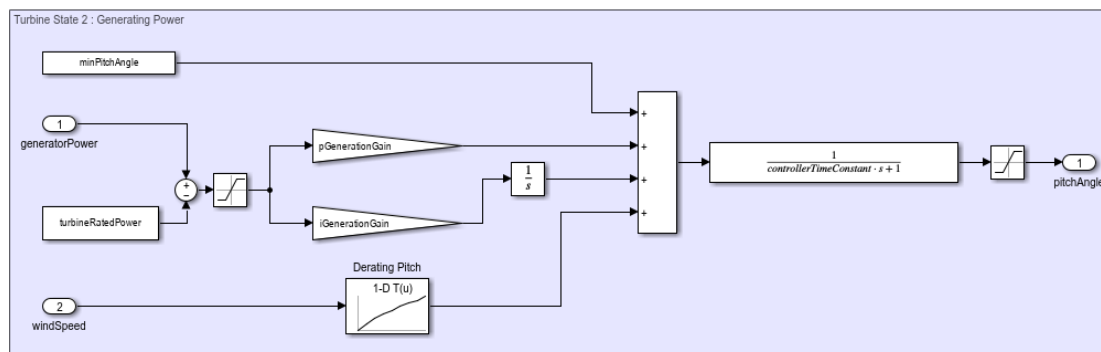 Turbine State 2 : Generating Power
minPitchAngle
1
generatorPower
+
−
turbineRatedPower
pGenerationGain
iGenerationGain
1
s
Derating Pitch
1-D T(u)
2
windSpeed
+
+
+
+
1
controllerTimeConstant · s + 1
1
pitchAngle